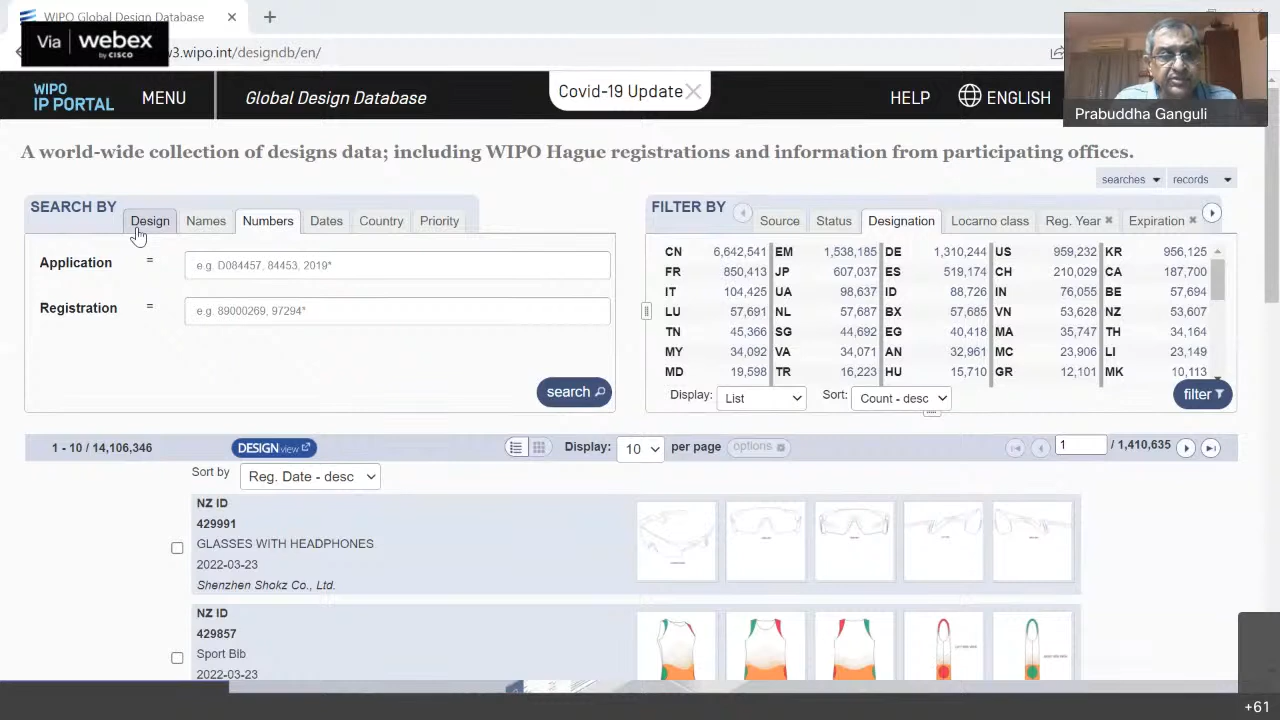 WIPO Global Design Database
Via webex
by CISCO
w3.wipo.int/designdb/en/
WIPO
IP PORTAL
MENU
Global Design Database
Covid-19 Update
HELP
ENGLISH
Prabuddha Ganguli
A world-wide collection of designs data; including WIPO Hague registrations and information from participating offices.
searches records
SEARCH BY Design Names Numbers Dates Country Priority
Application = e.g. D084457, 84453, 2019*
Registration = e.g. 89000269, 97294*
search
FILTER BY Source Status Designation Locarno class Reg. Year Expiration
CN 6,642,541 EM 1,538,185 DE 1,310,244 US 959,232 KR 956,125
FR 850,413 JP 607,037 ES 519,174 CH 210,029 CA 187,700
IT 104,425 UA 98,637 ID 88,726 IN 76,055 BE 57,694
LU 57,691 NL 57,687 BX 57,685 VN 53,628 NZ 53,607
TN 45,366 SG 44,692 EG 40,418 MA 35,747 TH 34,164
MY 34,092 VA 34,071 AN 32,961 MC 23,906 LI 23,149
MD 19,598 TR 16,223 HU 15,710 GR 12,101 MK 10,113
Display: List Sort: Count - desc filter
1 - 10 / 14,106,346 DESIGNview Display: 10 per page options 1 / 1,410,635
Sort by Reg. Date - desc
NZ ID
429991
GLASSES WITH HEADPHONES
2022-03-23
Shenzhen Shokz Co., Ltd.
NZ ID
429857
Sport Bib
2022-03-23
+61